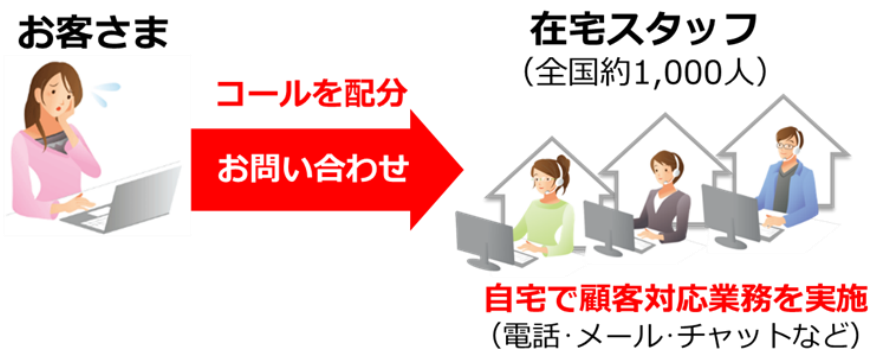 お客さま
コールを配分
お問い合わせ
在宅スタッフ
（全国約1,000人）
自宅で顧客対応業務を実施
（電話･メール･チャットなど）